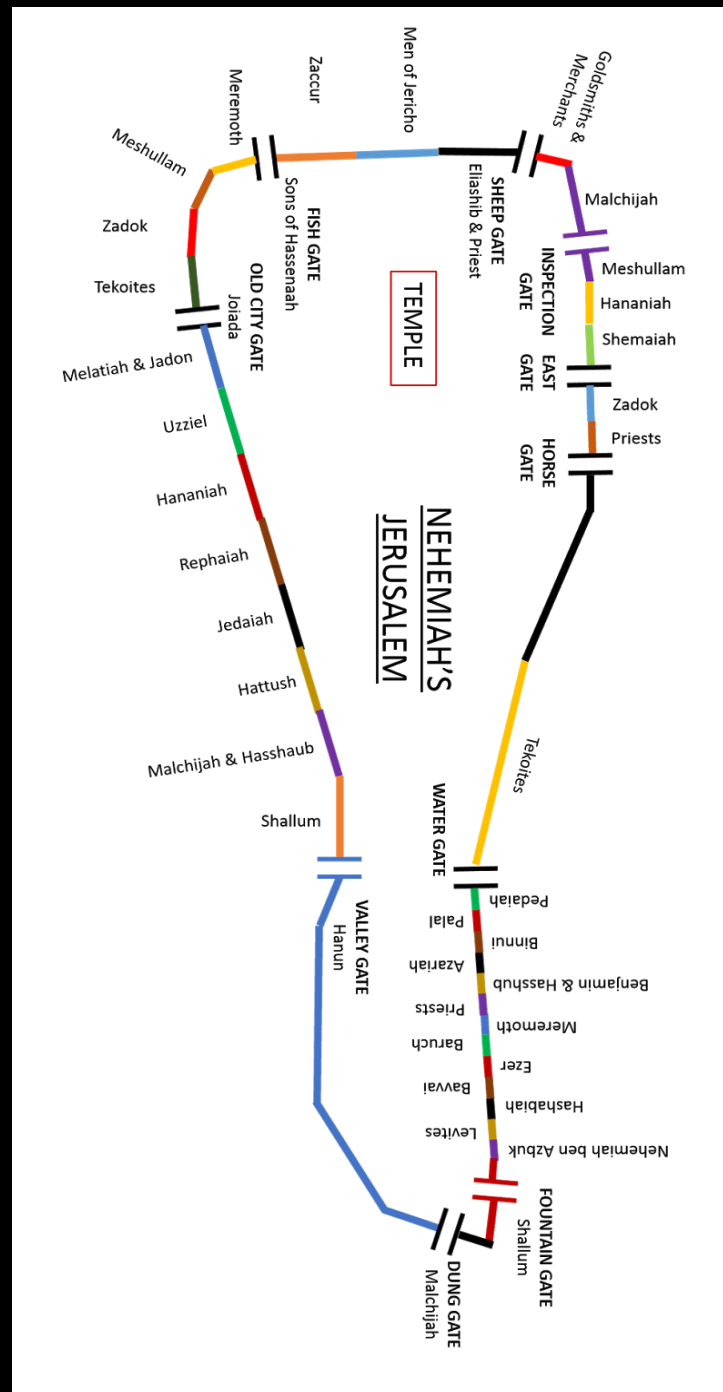 NEHEMIAH'S
JERUSALEM
TEMPLE
Goldsmiths &
Merchants
Malchijah
INSPECTION
GATE
Meshullam
Hananiah
Shemaiah
EAST
GATE
Zadok
Priests
HORSE
GATE
Tekoites
WATER GATE
Pedaiah
Palal
Binnui
Azariah
Benjamin & Hasshub
Priests
Meremoth
Baruch
Ezer
Bavvai
Hashabiah
Levites
Nehemiah ben Azbuk
FOUNTAIN GATE
Shallum
DUNG GATE
Malchijah
VALLEY GATE
Hanun
Shallum
Malchijah & Hasshaub
Hattush
Jedaiah
Rephaiah
Hananiah
Uzziel
Melatiah & Jadon
OLD CITY GATE
Joiada
Tekoites
Zadok
Meshullam
Meremoth
FISH GATE
Sons of Hassenaah
Zaccur
Men of Jericho
SHEEP GATE
Eliashib & Priest